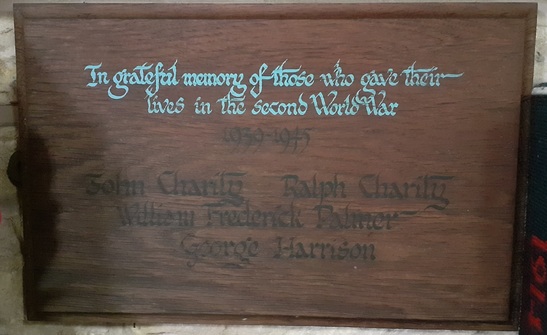 In grateful memory of those who gave their
lives in the second World War
1939-1945
John Charity Ralph Charity
William Frederick Palmer
George Harrison